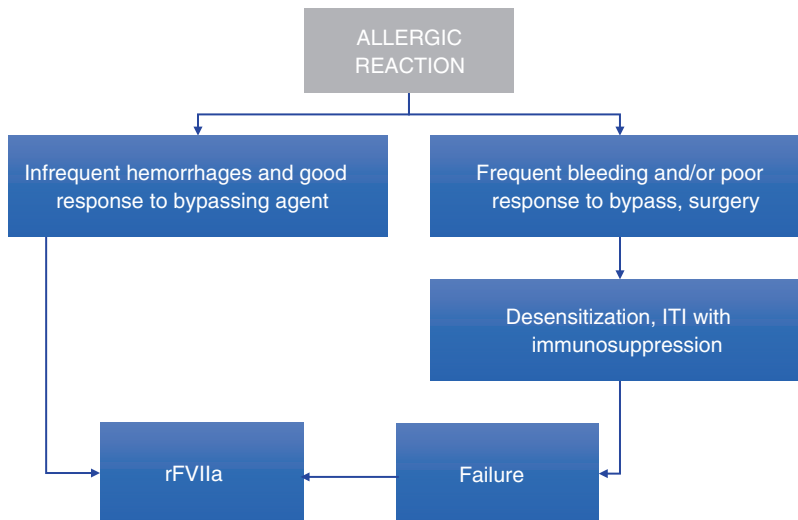 ALLERGIC
REACTION
Infrequent hemorrhages and good
response to bypassing agent
Frequent bleeding and/or poor
response to bypass, surgery
Desensitization, ITI with
immunosuppression
rFVIIa
Failure